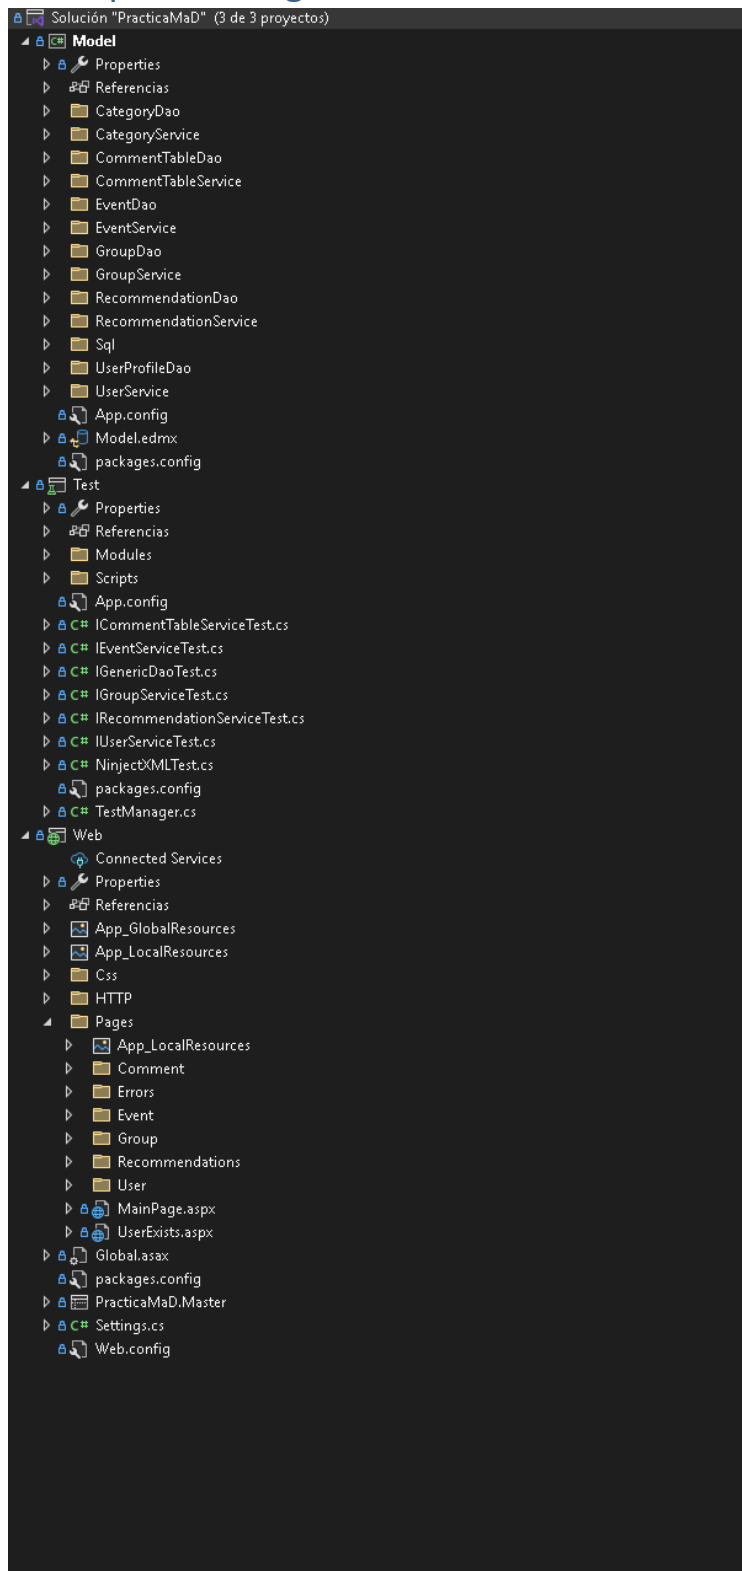 Solución "PracticaMaD" (3 de 3 proyectos)
C# Model
Properties
Referencias
CategoryDao
CategoryService
CommentTableDao
CommentTableService
EventDao
EventService
GroupDao
GroupService
RecommendationDao
RecommendationService
Sql
UserProfileDao
UserService
App.config
Model.edmx
packages.config
Test
Properties
Referencias
Modules
Scripts
App.config
C# ICommentTableServiceTest.cs
C# IEventServiceTest.cs
C# IGenericDaoTest.cs
C# IGroupServiceTest.cs
C# IRecommendationServiceTest.cs
C# IUserServiceTest.cs
C# NinjectXMLTest.cs
packages.config
C# TestManager.cs
Web
Connected Services
Properties
Referencias
App_GlobalResources
App_LocalResources
Css
HTTP
Pages
App_LocalResources
Comment
Errors
Event
Group
Recommendations
User
MainPage.aspx
UserExists.aspx
Global.asax
packages.config
PracticaMaD.Master
C# Settings.cs
Web.config